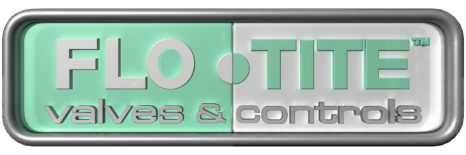 FLO•TITE™
valves & controls